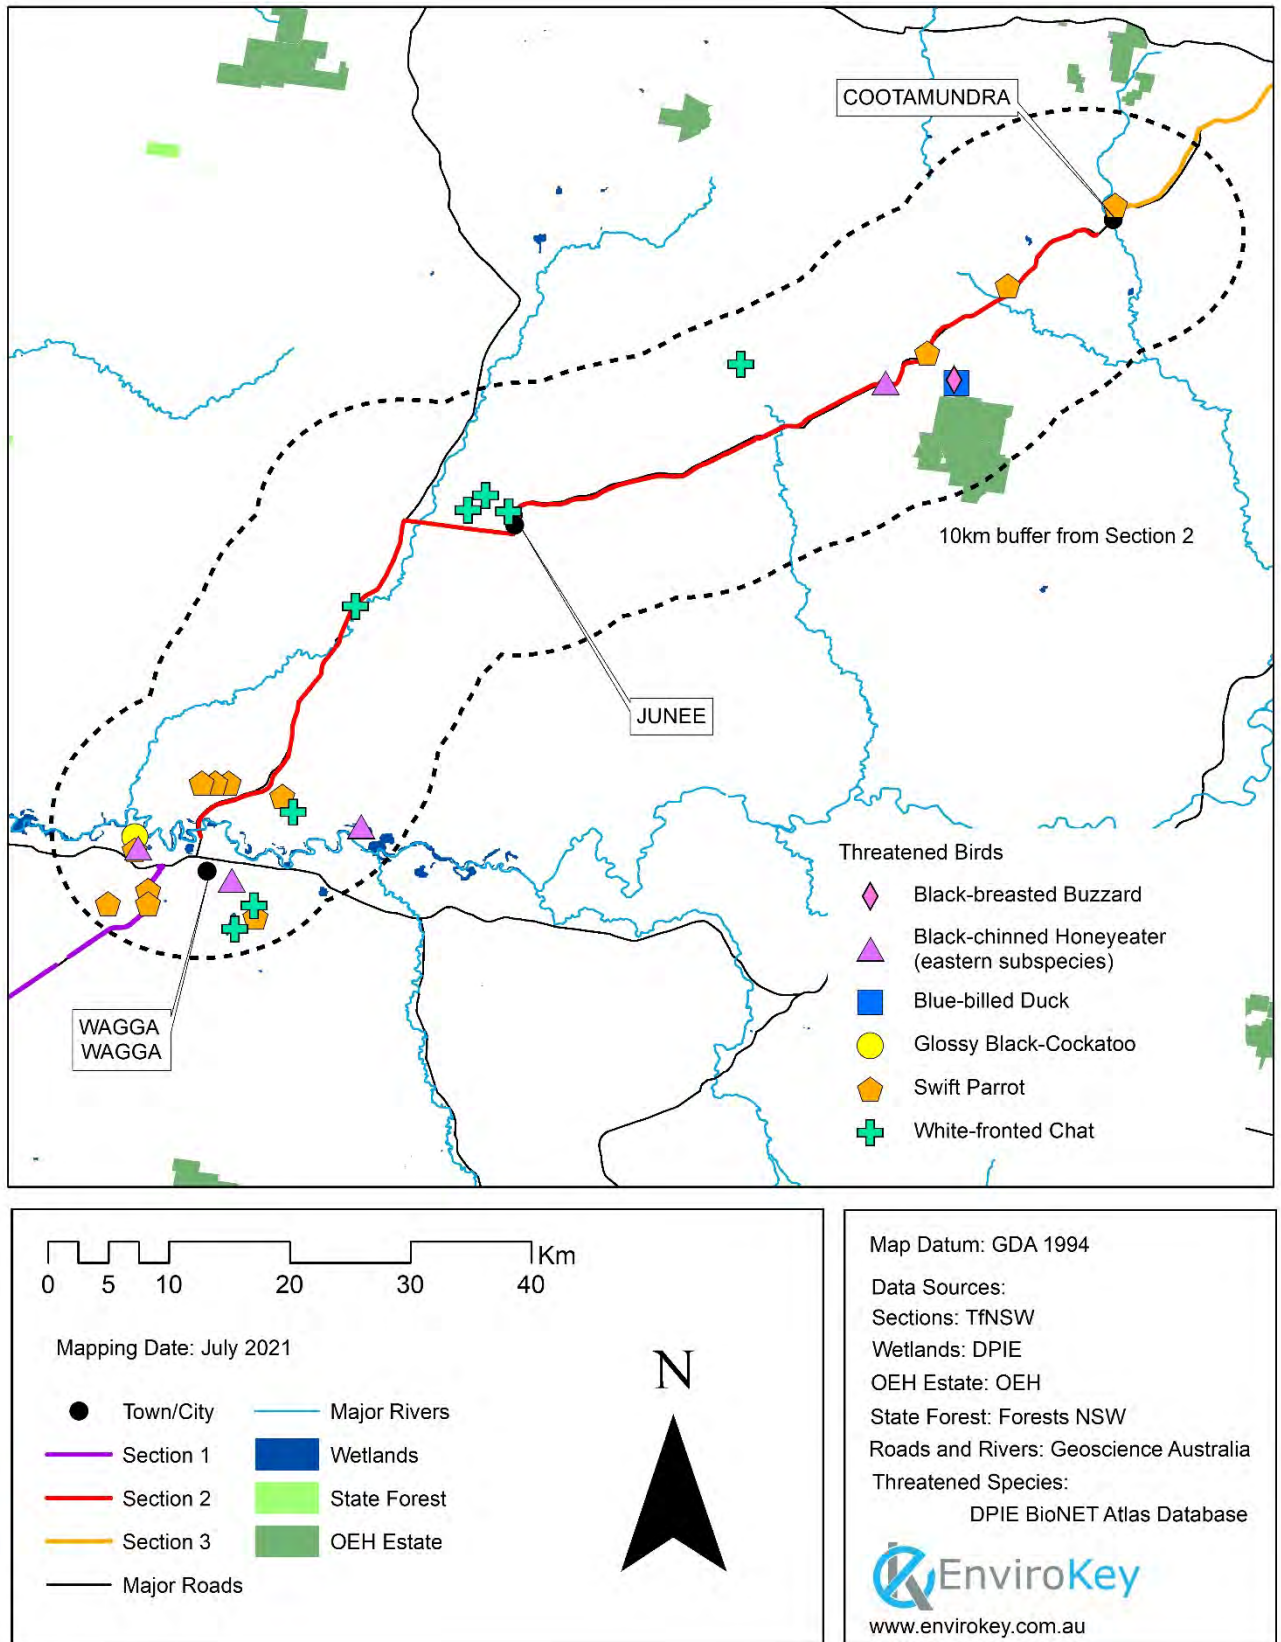 COOTAMUNDRA
10km buffer from Section 2
JUNEE
WAGGA
WAGGA
Threatened Birds
Black-breasted Buzzard
Black-chinned Honeyeater
(eastern subspecies)
Blue-billed Duck
Glossy Black-Cockatoo
Swift Parrot
White-fronted Chat
Km
0 5 10 20 30 40
Mapping Date: July 2021
N
Town/City
Section 1
Section 2
Section 3
Major Roads
Major Rivers
Wetlands
State Forest
OEH Estate
Map Datum: GDA 1994
Data Sources:
Sections: TfNSW
Wetlands: DPIE
OEH Estate: OEH
State Forest: Forests NSW
Roads and Rivers: Geoscience Australia
Threatened Species:
DPIE BioNET Atlas Database
EnviroKey
www.envirokey.com.au